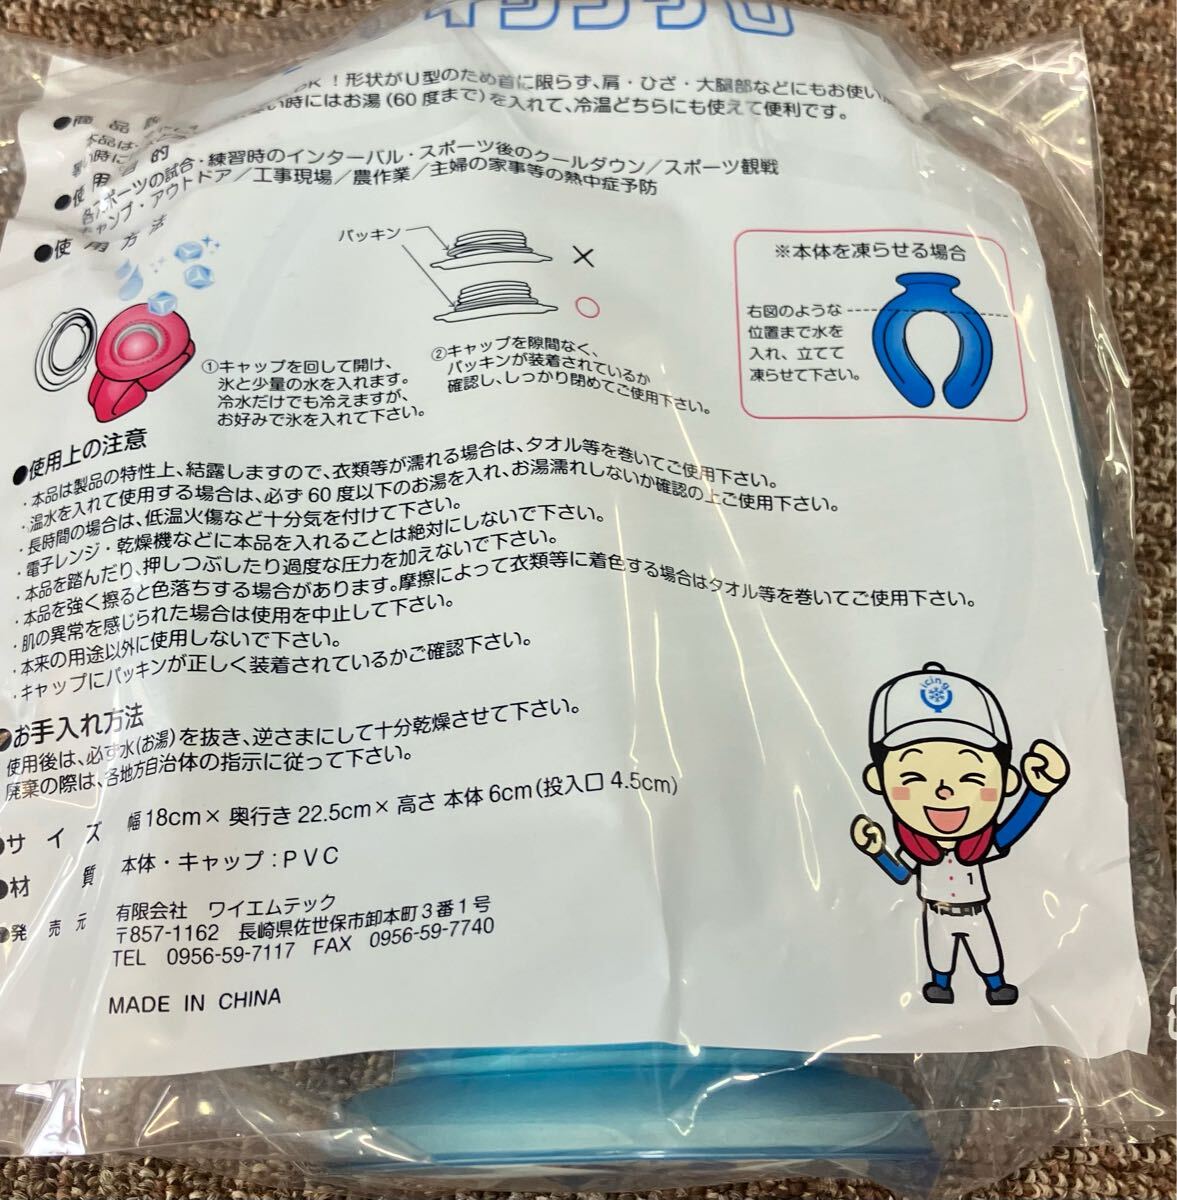 アイシングU
OK！形状がU型のため首に限らず、肩・ひざ・大腿部などにもお使い
い時にはお湯(60度まで)を入れて、冷温どちらにも使えて便利です。
●商品説
本品は
●使用 的
各スポーツの試合・練習時のインターバル・スポーツ後のクールダウン／スポーツ観戦
キャンプ・アウトドア／工事現場／農作業／主婦の家事等の熱中症予防
●使用方法
パッキン
×
○
①キャップを回して開け、
氷と少量の水を入れます。
冷水だけでも冷えますが、
お好みで氷を入れて下さい。
②キャップを隙間なく、
パッキンが装着されているか
確認し、しっかり閉めてご使用下さい。
※本体を凍らせる場合
右図のような
位置まで水を
入れ、立てて
凍らせて下さい。
●使用上の注意
・本品は製品の特性上、結露しますので、衣類等が濡れる場合は、タオル等を巻いてご使用下さい。
・温水を入れて使用する場合は、必ず60度以下のお湯を入れ、お湯濡れしないか確認の上ご使用下さい。
・長時間の場合は、低温火傷など十分気を付けて下さい。
・電子レンジ・乾燥機などに本品を入れることは絶対にしないで下さい。
・本品を踏んだり、押しつぶしたり過度な圧力を加えないで下さい。
・本品を強く擦ると色落ちする場合があります。摩擦によって衣類等に着色する場合はタオル等を巻いてご使用下さい。
・肌の異常を感じられた場合は使用を中止して下さい。
・本来の用途以外に使用しないで下さい。
・キャップにパッキンが正しく装着されているかご確認下さい。
●お手入れ方法
使用後は、必ず水(お湯)を抜き、逆さまにして十分乾燥させて下さい。
廃棄の際は、各地方自治体の指示に従って下さい。
●サイズ 幅18cm×奥行き22.5cm×高さ 本体6cm(投入口4.5cm)
●材質 本体・キャップ：PVC
●発売元 有限会社 ワイエムテック
〒857-1162 長崎県佐世保市卸本町3番1号
TEL 0956-59-7117 FAX 0956-59-7740
MADE IN CHINA
icing
1